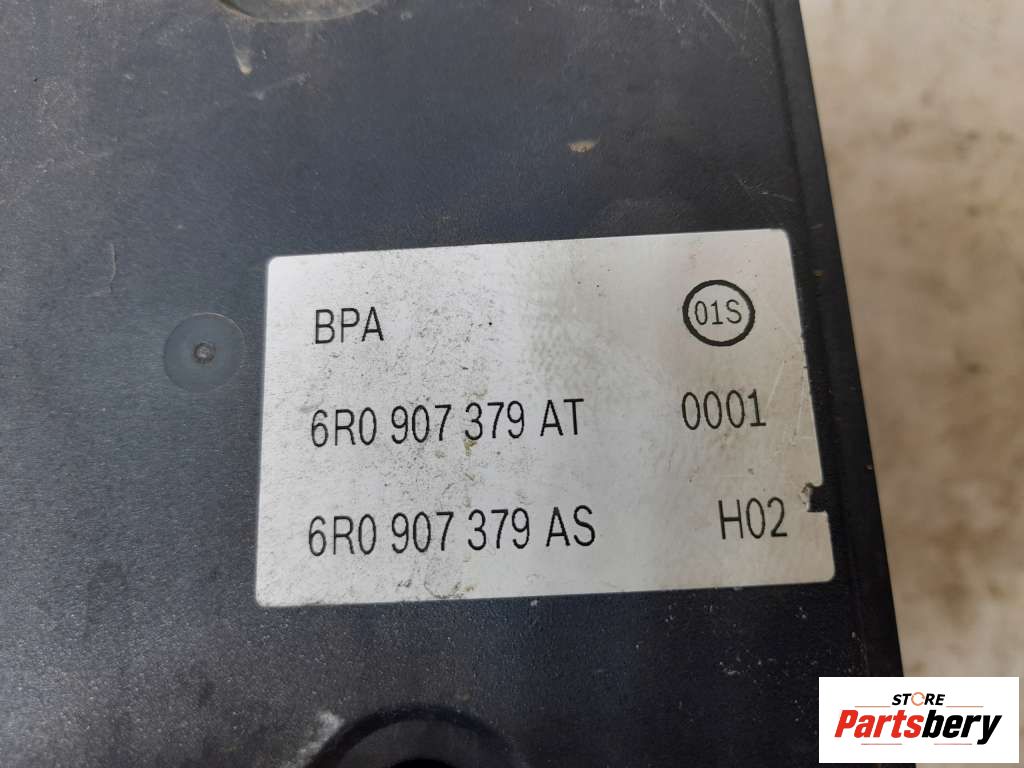 BPA 01S
6R0 907 379 AT 0001
6R0 907 379 AS H02
STORE
Partsbery